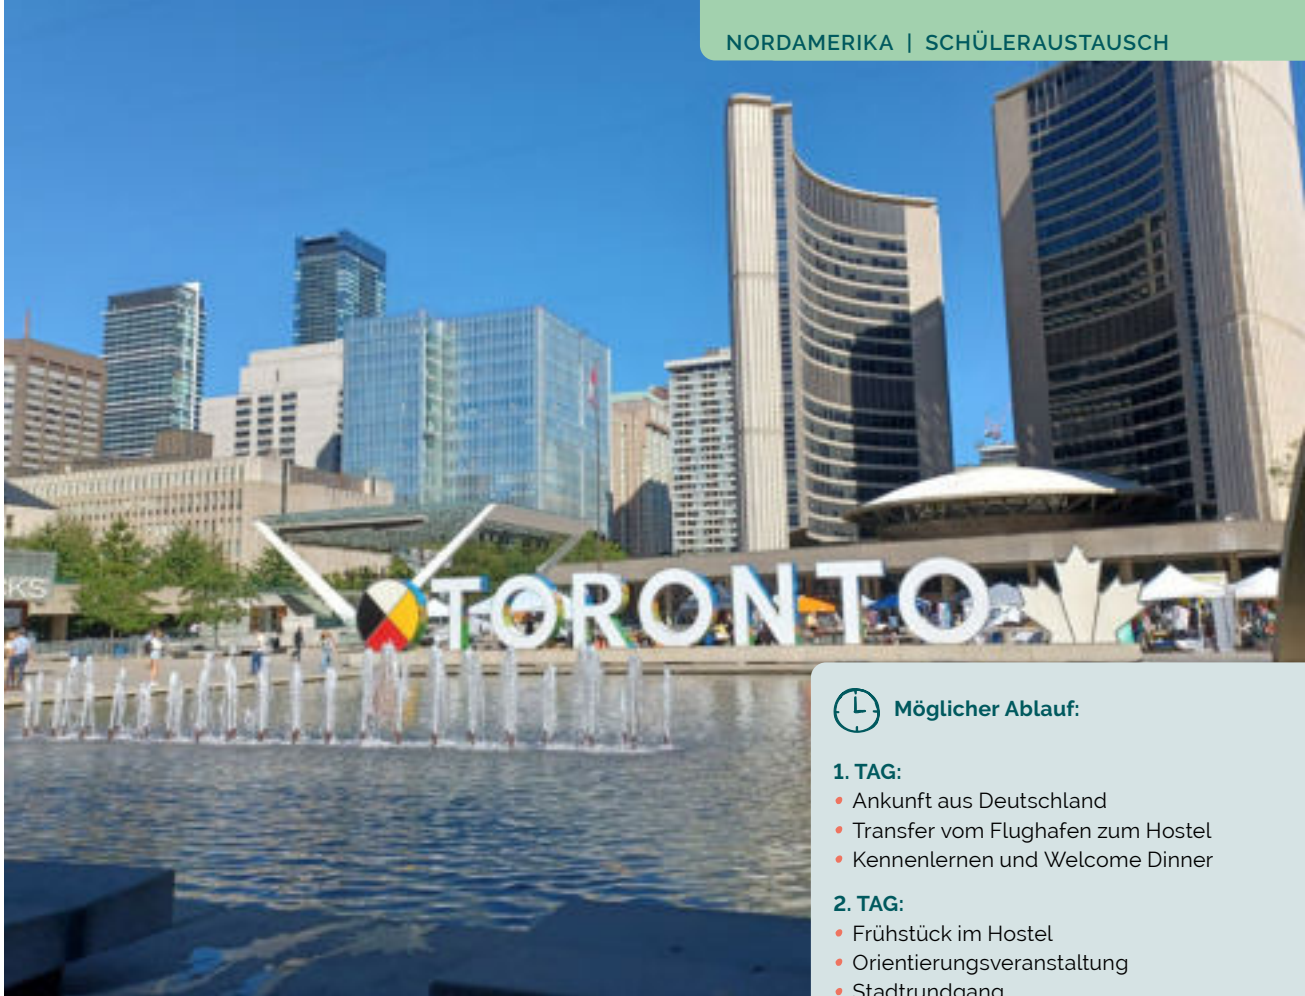 NORDAMERIKA | SCHÜLERAUSTAUSCH
KS
TORONTO
Möglicher Ablauf:
1. TAG:
• Ankunft aus Deutschland
• Transfer vom Flughafen zum Hostel
• Kennenlernen und Welcome Dinner
2. TAG:
• Frühstück im Hostel
• Orientierungsveranstaltung
• Stadtrundgang